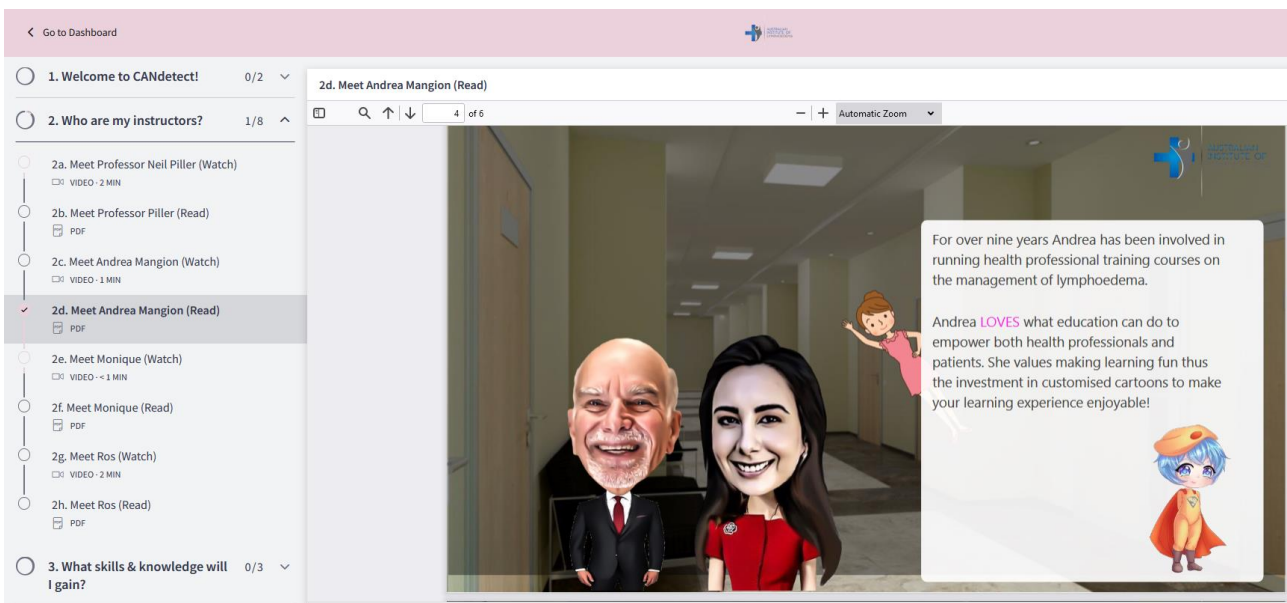 Go to Dashboard
1. Welcome to CANdetect! 0/2
2. Who are my instructors? 1/8
2a. Meet Professor Neil Piller (Watch)
VIDEO · 2 MIN
2b. Meet Professor Piller (Read)
PDF
2c. Meet Andrea Mangion (Watch)
VIDEO · 1 MIN
2d. Meet Andrea Mangion (Read)
PDF
2e. Meet Monique (Watch)
VIDEO · < 1 MIN
2f. Meet Monique (Read)
PDF
2g. Meet Ros (Watch)
VIDEO · 2 MIN
2h. Meet Ros (Read)
PDF
3. What skills & knowledge will 0/3
I gain?
2d. Meet Andrea Mangion (Read)
4 of 6
Automatic Zoom
AUSTRALIAN
INSTITUTE OF
For over nine years Andrea has been involved in
running health professional training courses on
the management of lymphoedema.
Andrea LOVES what education can do to
empower both health professionals and
patients. She values making learning fun thus
the investment in customised cartoons to make
your learning experience enjoyable!